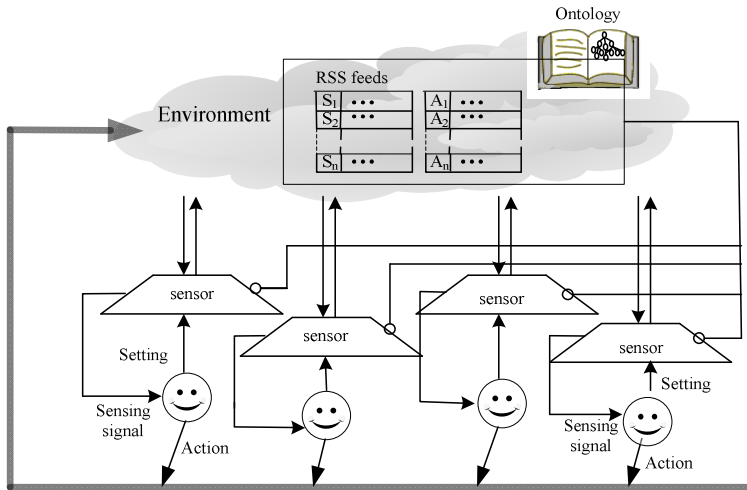 Ontology
RSS feeds
Environment
S1 ••• A1 •••
S2 ••• A2 •••
Sn ••• An •••
sensor
sensor
sensor
sensor
Setting
Setting
Sensing
signal
Sensing
signal
Action
Action